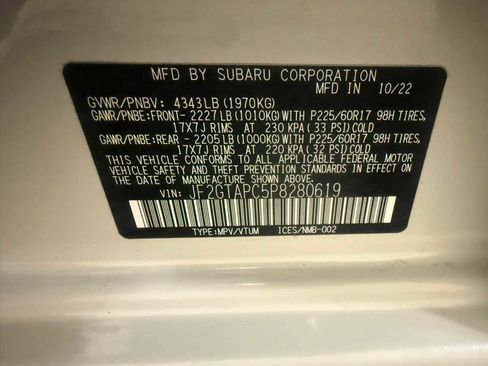 MFD BY SUBARU CORPORATION
MFD IN 10/22
GVWR/PNBV: 4343LB (1970KG)
GAWR/PNBE:FRONT- 2227LB (1010KG)WITH P225/60R17 98H TIRES,
17X7J RIMS AT 230 KPA (33 PSI)COLD
GAWR/PNBE:REAR - 2205LB (1000KG)WITH P225/60R17 98H TIRES,
17X7J RIMS AT 220 KPA (32 PSI)COLD
THIS VEHICLE CONFORMS TO ALL APPLICABLE FEDERAL MOTOR
VEHICLE SAFETY AND THEFT PREVENTION STANDARDS IN EFFECT ON
THE DATE OF MANUFACTURE SHOWN ABOVE.
VIN: JF2GTAPC5P8280619
TYPE:MPV/VTUM ICES/NMB-002